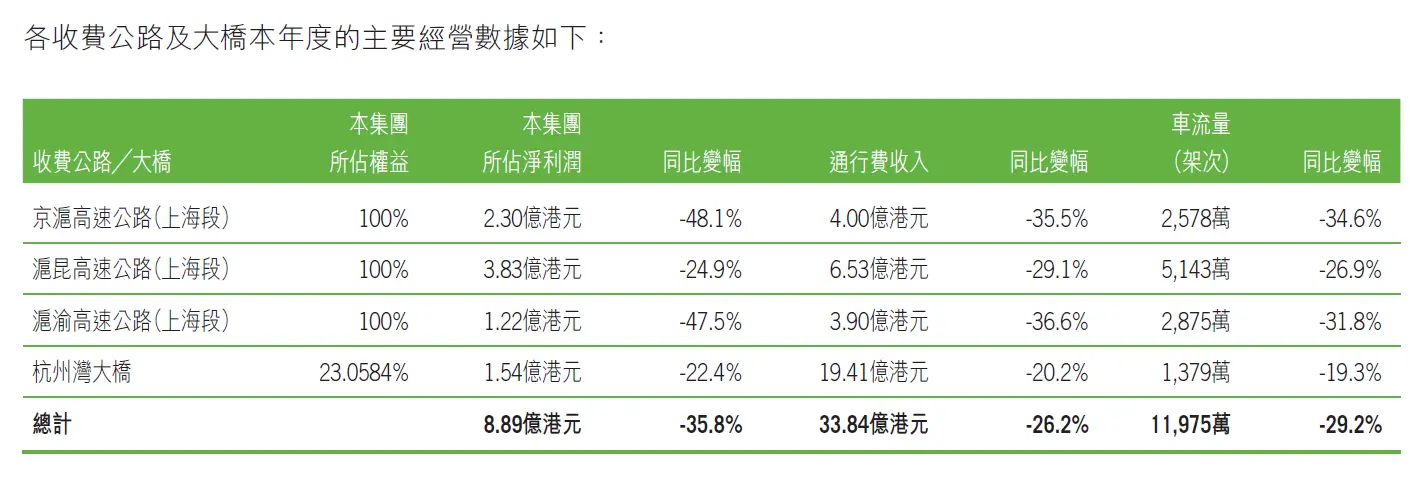 各收費公路及大橋本年度的主要經營數據如下：
本集團 本集團 車流量
收費公路／大橋 所佔權益 所佔淨利潤 同比變幅 通行費收入 同比變幅 （架次） 同比變幅
京滬高速公路（上海段） 100% 2.30億港元 -48.1% 4.00億港元 -35.5% 2,578萬 -34.6%
滬昆高速公路（上海段） 100% 3.83億港元 -24.9% 6.53億港元 -29.1% 5,143萬 -26.9%
滬渝高速公路（上海段） 100% 1.22億港元 -47.5% 3.90億港元 -36.6% 2,875萬 -31.8%
杭州灣大橋 23.0584% 1.54億港元 -22.4% 19.41億港元 -20.2% 1,379萬 -19.3%
總計 8.89億港元 -35.8% 33.84億港元 -26.2% 11,975萬 -29.2%